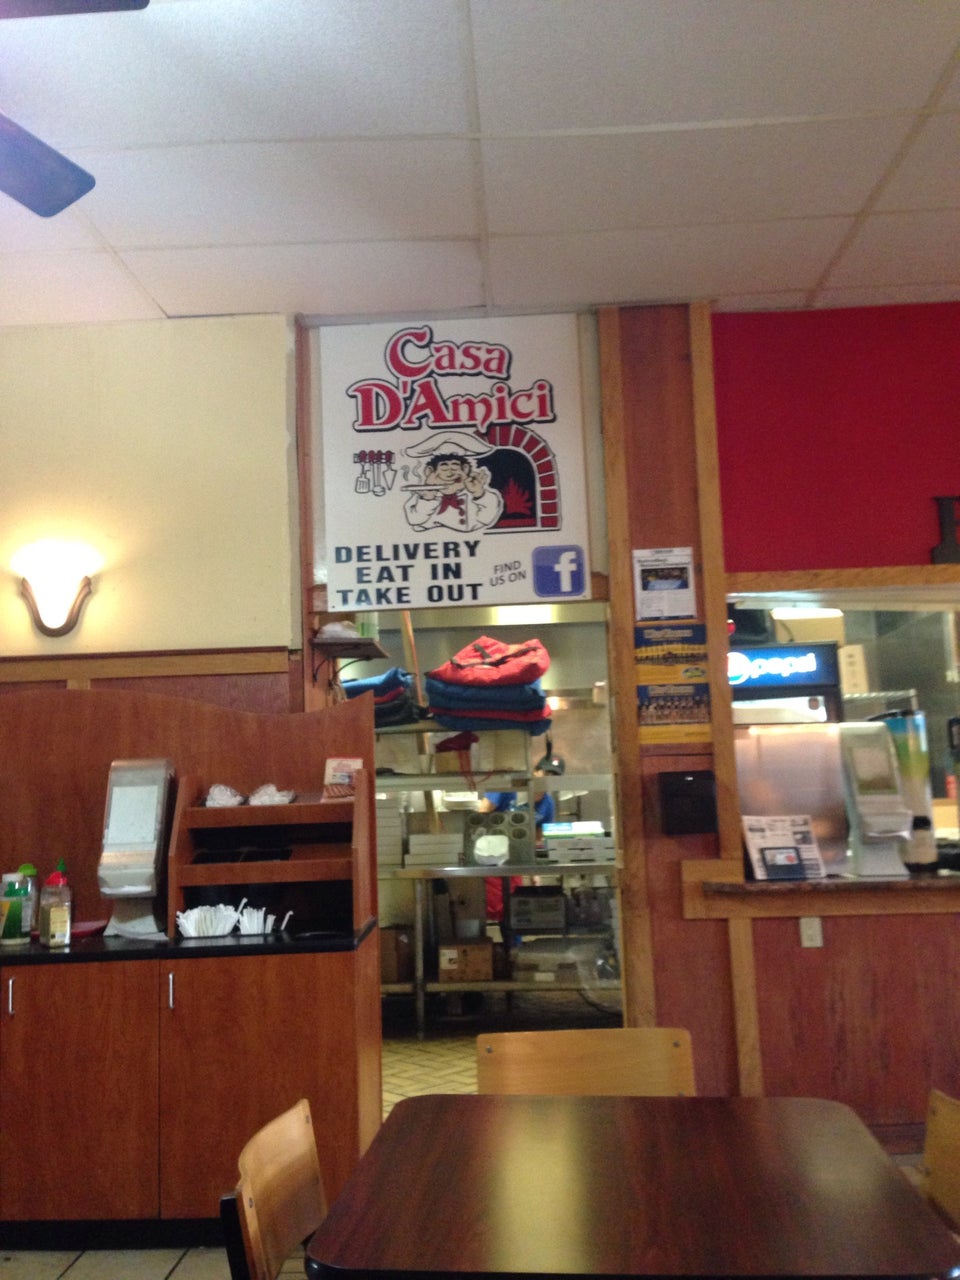 Casa
D'Amici
DELIVERY
EAT IN
TAKE OUT
FIND
US ON
f
pepsi